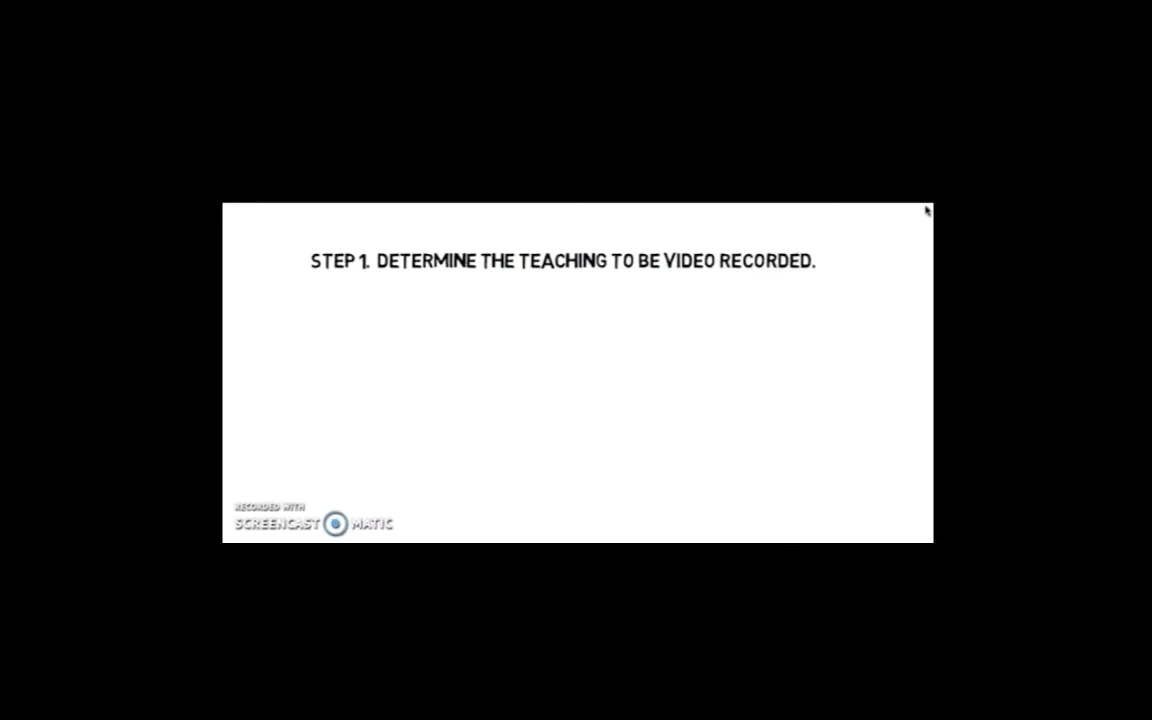 STEP 1. DETERMINE THE TEACHING TO BE VIDEO RECORDED.
RECORDED WITH
SCREENCAST MATIC